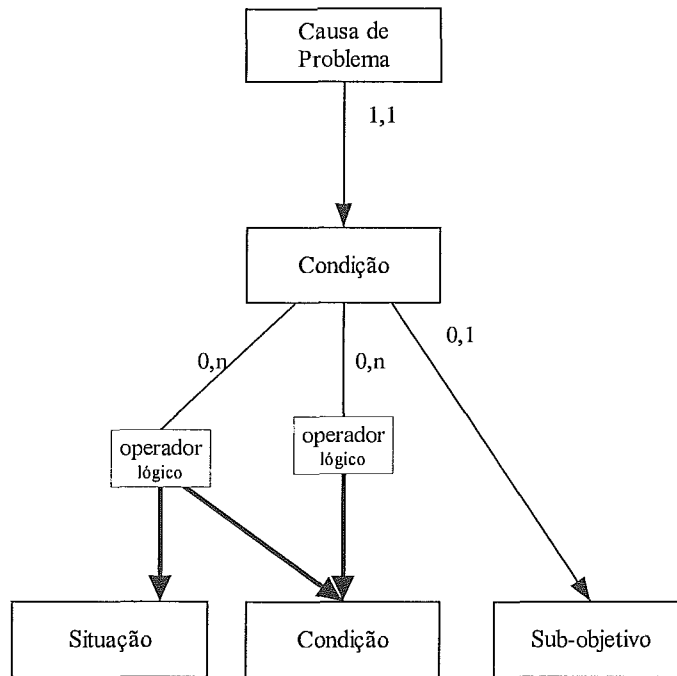 Causa de
Problema
1,1
Condição
0,n
0,n
0,1
operador
lógico
operador
lógico
Situação
Condição
Sub-objetivo